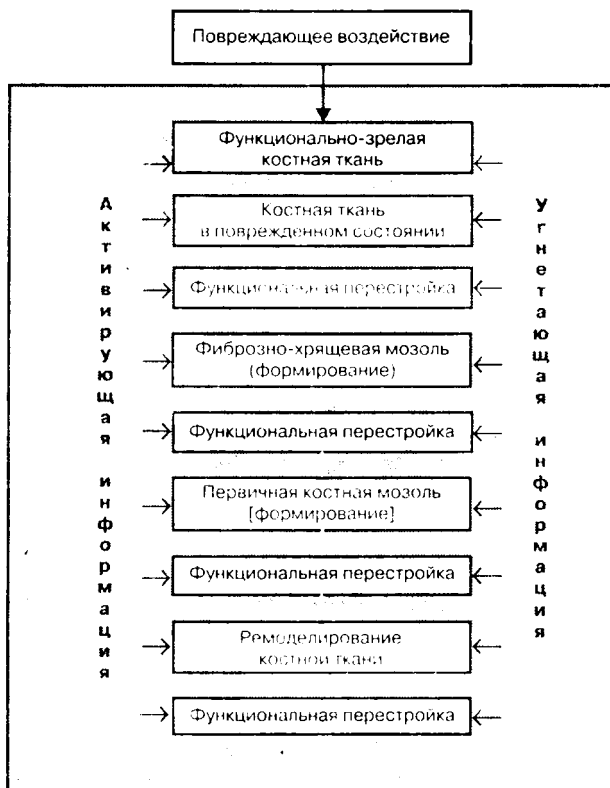 Повреждающее воздействие
Функционально-зрелая
костная ткань
Костная ткань
в поврежденном состоянии
Функциональная перестройка
Фиброзно-хрящевая мозоль
(формирование)
Функциональная перестройка
Первичная костная мозоль
[формирование]
Функциональная перестройка
Ремоделирование
костной ткани
Функциональная перестройка
Активирующая информация
Угнетающая информация